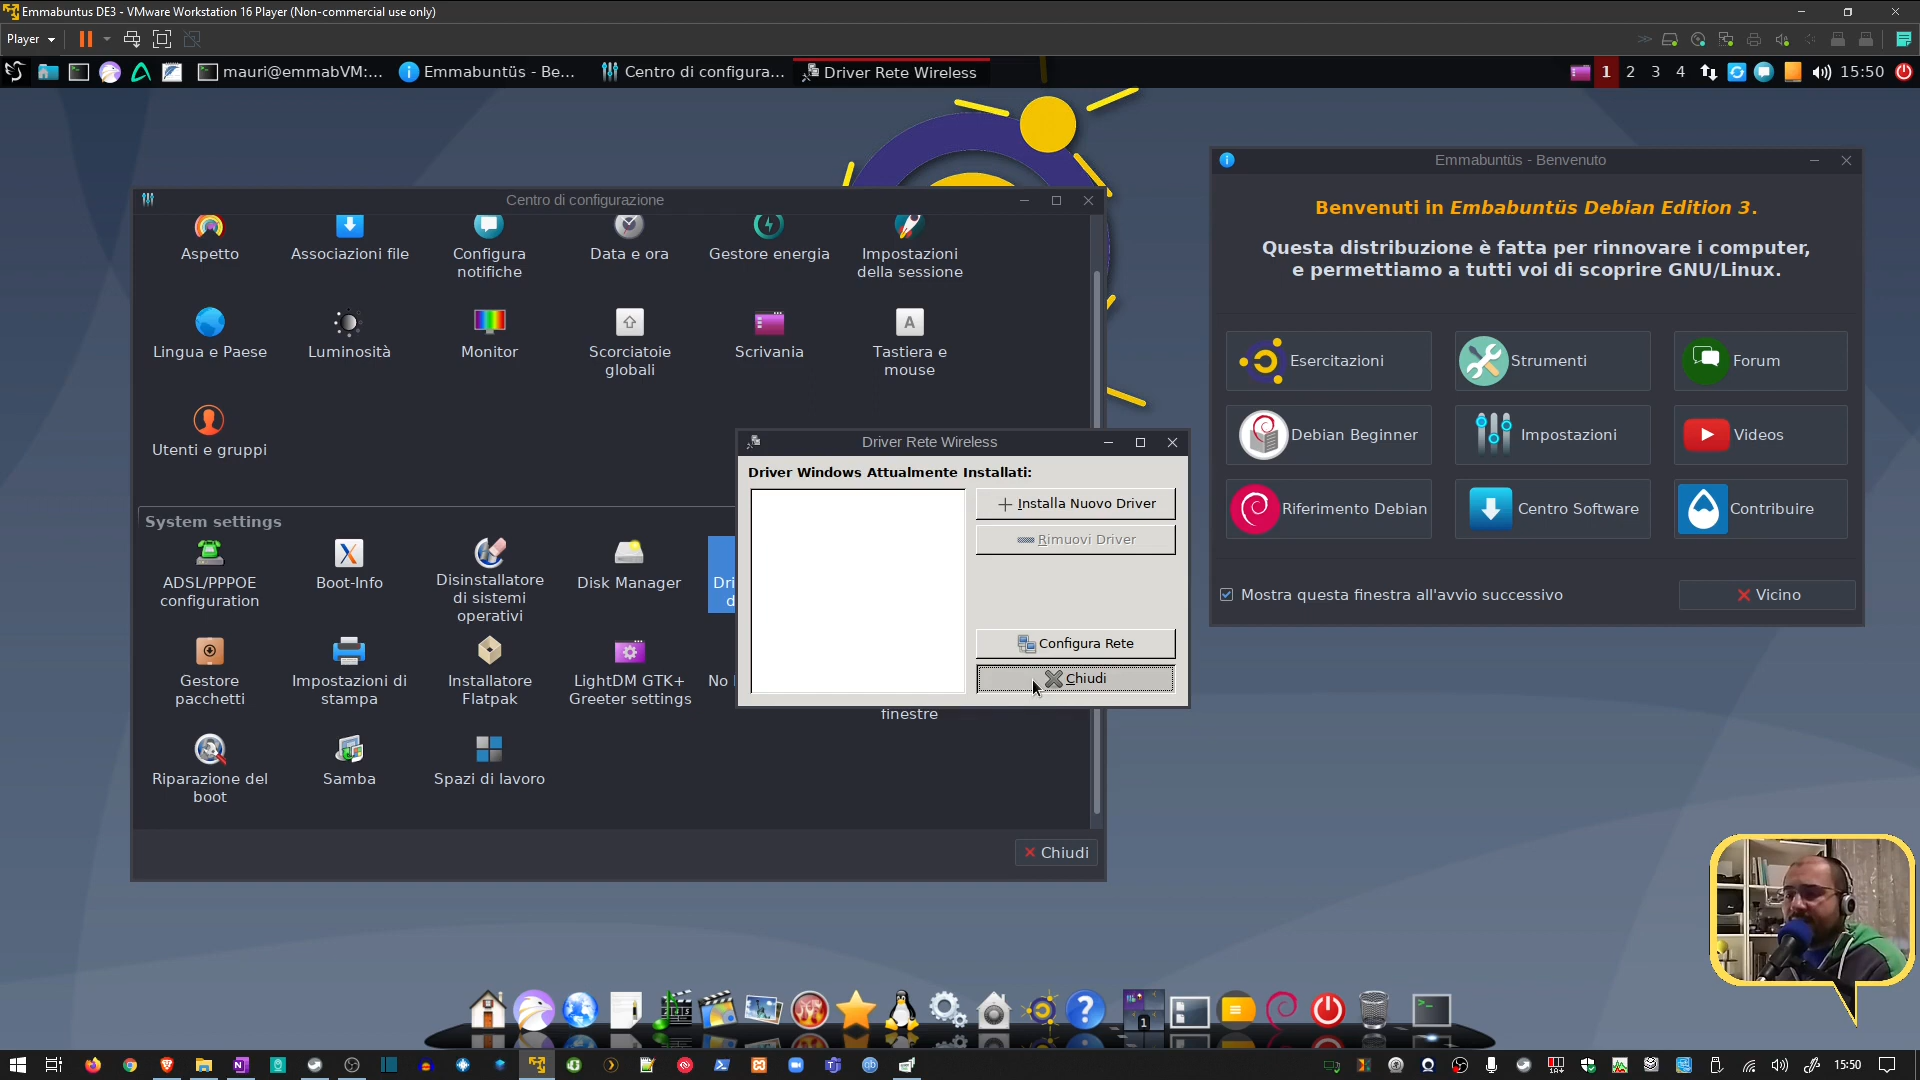 Emmabuntus DE3 - VMware Workstation 16 Player (Non-commercial use only)
Player
mauri@emmabVM:...
Emmabuntüs - Be...
Centro di configura...
Driver Rete Wireless
1 2 3 4
15:50
Centro di configurazione
Aspetto
Associazioni file
Configura
notifiche
Data e ora
Gestore energia
Impostazioni
della sessione
Lingua e Paese
Luminosità
Monitor
Scorciatoie
globali
Scrivania
Tastiera e
mouse
Utenti e gruppi
System settings
ADSL/PPPOE
configuration
Boot-Info
Disinstallatore
di sistemi
operativi
Disk Manager
Dri
d
Gestore
pacchetti
Impostazioni di
stampa
Installatore
Flatpak
LightDM GTK+
Greeter settings
No
finestre
Riparazione del
boot
Samba
Spazi di lavoro
Chiudi
Driver Rete Wireless
Driver Windows Attualmente Installati:
Installa Nuovo Driver
Rimuovi Driver
Configura Rete
Chiudi
Emmabuntüs - Benvenuto
Benvenuti in Embabuntüs Debian Edition 3.
Questa distribuzione è fatta per rinnovare i computer,
e permettiamo a tutti voi di scoprire GNU/Linux.
Esercitazioni
Strumenti
Forum
Debian Beginner
Impostazioni
Videos
Riferimento Debian
Centro Software
Contribuire
Mostra questa finestra all'avvio successivo
Vicino
1
15:50